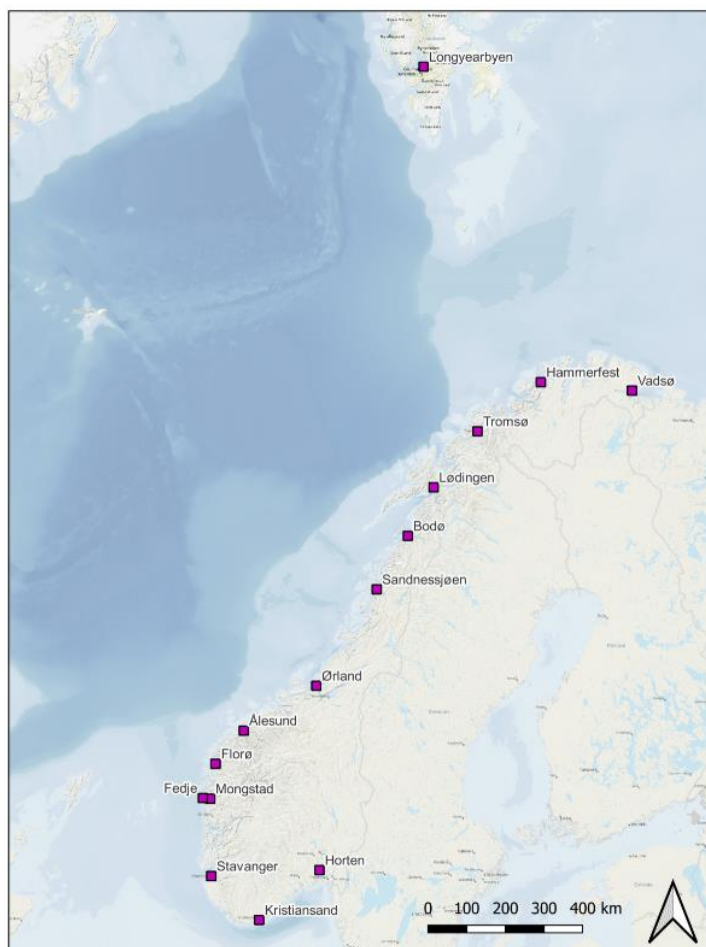 Longyearbyen
Hammerfest
Vadsø
Tromsø
Lødingen
Bodø
Sandnessjøen
Ørland
Ålesund
Florø
Fedje
Mongstad
Stavanger
Horten
Kristiansand
0 100 200 300 400 km